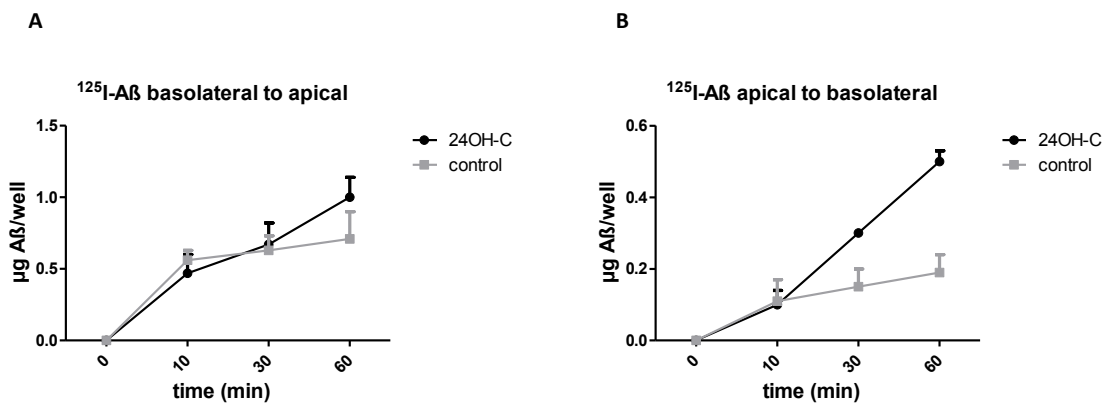 A
¹²⁵I-Aß basolateral to apical
1.5
1.0
0.5
0.0
µg Aß/well
0
10
30
60
time (min)
24OH-C
control
B
¹²⁵I-Aß apical to basolateral
0.6
0.4
0.2
0.0
µg Aß/well
0
10
30
60
time (min)
24OH-C
control